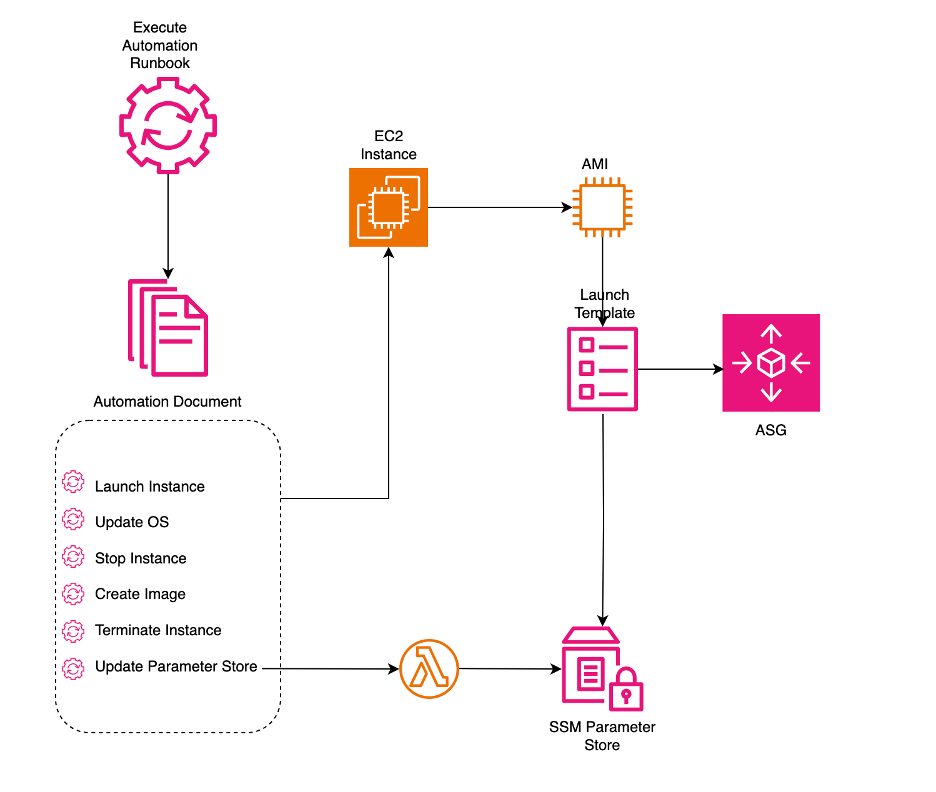 Execute
Automation
Runbook
EC2
Instance
AMI
Launch
Template
ASG
Automation Document
Launch Instance
Update OS
Stop Instance
Create Image
Terminate Instance
Update Parameter Store
SSM Parameter
Store